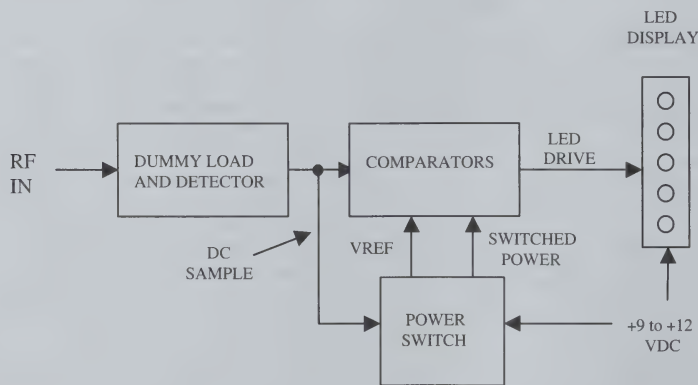 LED
DISPLAY
RF
IN
DUMMY LOAD
AND DETECTOR
COMPARATORS
LED
DRIVE
DC
SAMPLE
VREF
SWITCHED
POWER
POWER
SWITCH
+9 to +12
VDC